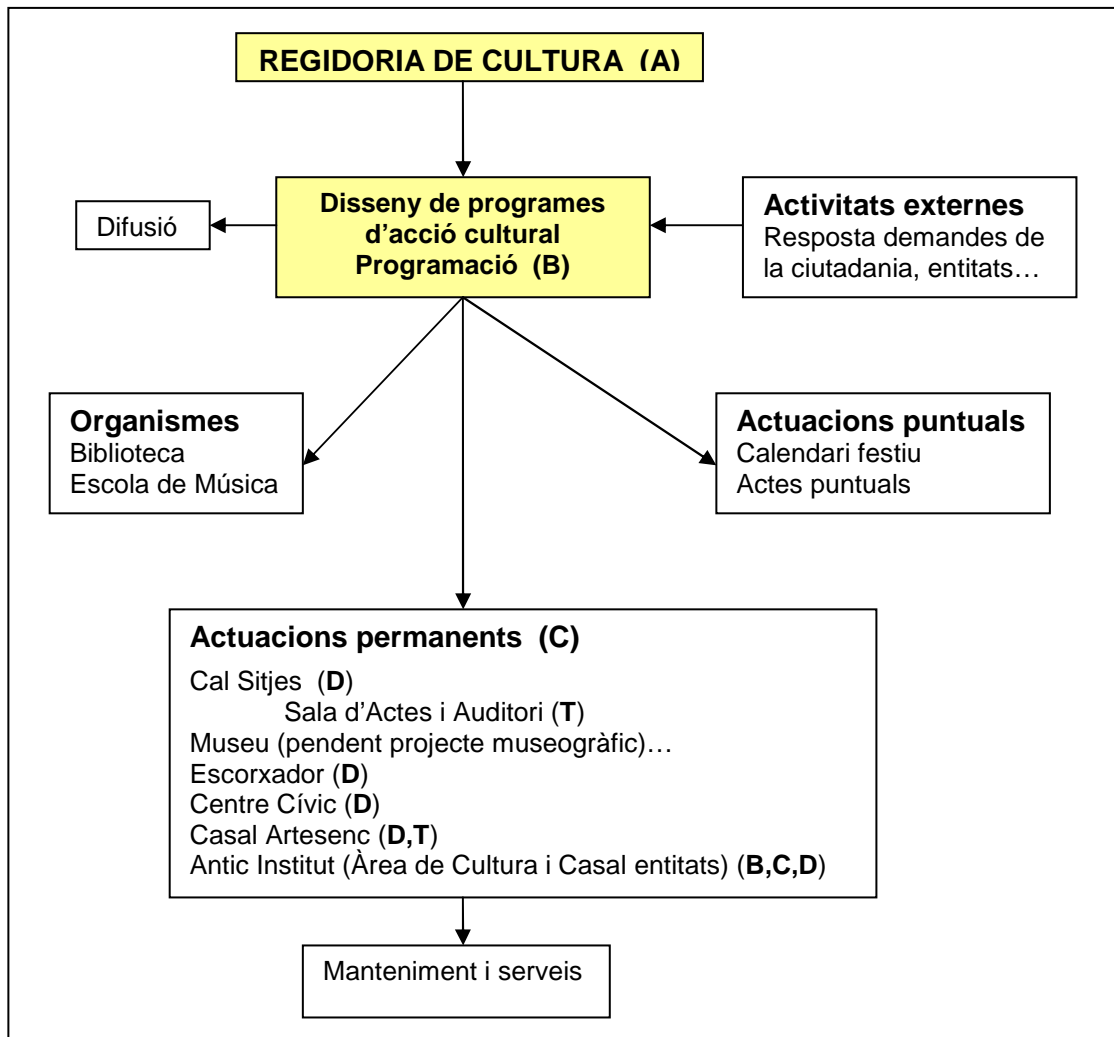 REGIDORIA DE CULTURA (A)
Difusió
Disseny de programes
d’acció cultural
Programació (B)
Activitats externes
Resposta demandes de
la ciutadania, entitats…
Organismes
Biblioteca
Escola de Música
Actuacions puntuals
Calendari festiu
Actes puntuals
Actuacions permanents (C)
Cal Sitjes (D)
Sala d’Actes i Auditori (T)
Museu (pendent projecte museogràfic)…
Escorxador (D)
Centre Cívic (D)
Casal Artesenc (D,T)
Antic Institut (Àrea de Cultura i Casal entitats) (B,C,D)
Manteniment i serveis